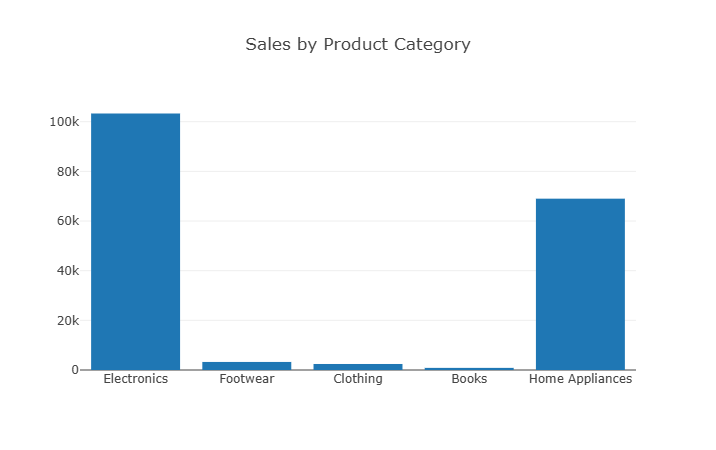 Sales by Product Category
100k
80k
60k
40k
20k
0
Electronics Footwear Clothing Books Home Appliances